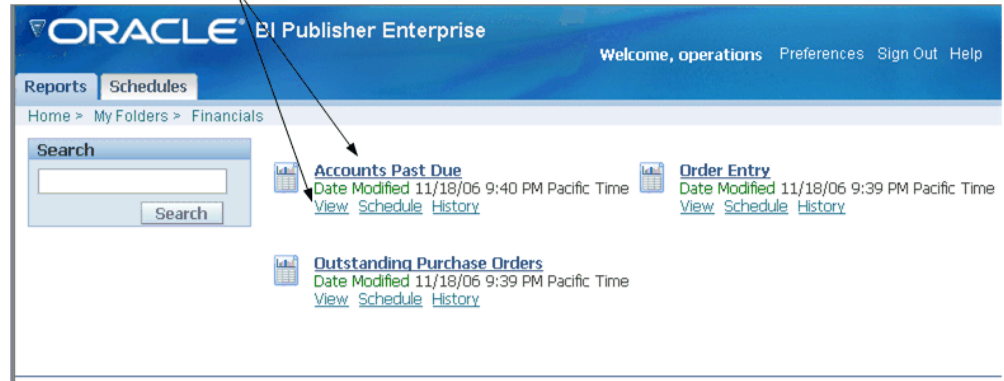 ORACLE BI Publisher Enterprise
Welcome, operations Preferences Sign Out Help
Reports Schedules
Home > My Folders > Financials
Search
Search
Accounts Past Due
Date Modified 11/18/06 9:40 PM Pacific Time
View Schedule History
Order Entry
Date Modified 11/18/06 9:39 PM Pacific Time
View Schedule History
Outstanding Purchase Orders
Date Modified 11/18/06 9:39 PM Pacific Time
View Schedule History